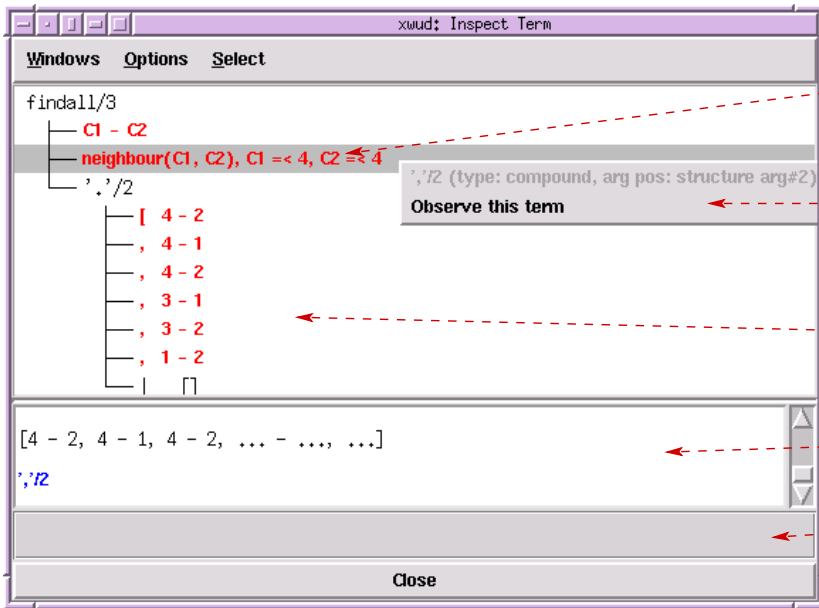 xwud: Inspect Term
Windows Options Select
findall/3
C1 - C2
neighbour(C1, C2), C1 =< 4, C2 =< 4
'.'/2
','/2 (type: compound, arg pos: structure arg#2)
Observe this term
[ 4 - 2
, 4 - 1
, 4 - 2
, 3 - 1
, 3 - 2
, 1 - 2
| []
[4 - 2, 4 - 1, 4 - 2, ... - ..., ...]
','/2
Close